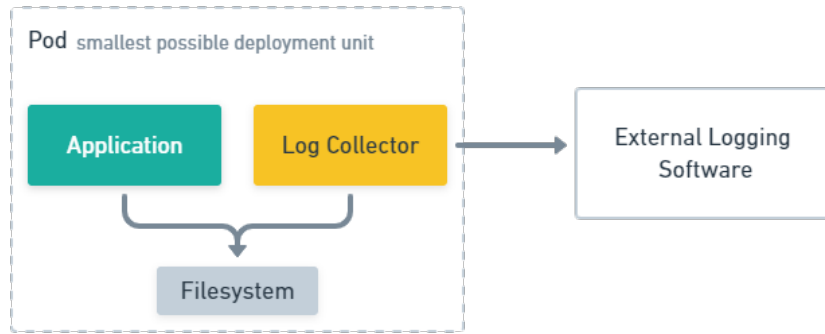 Pod smallest possible deployment unit
Application
Log Collector
External Logging
Software
Filesystem